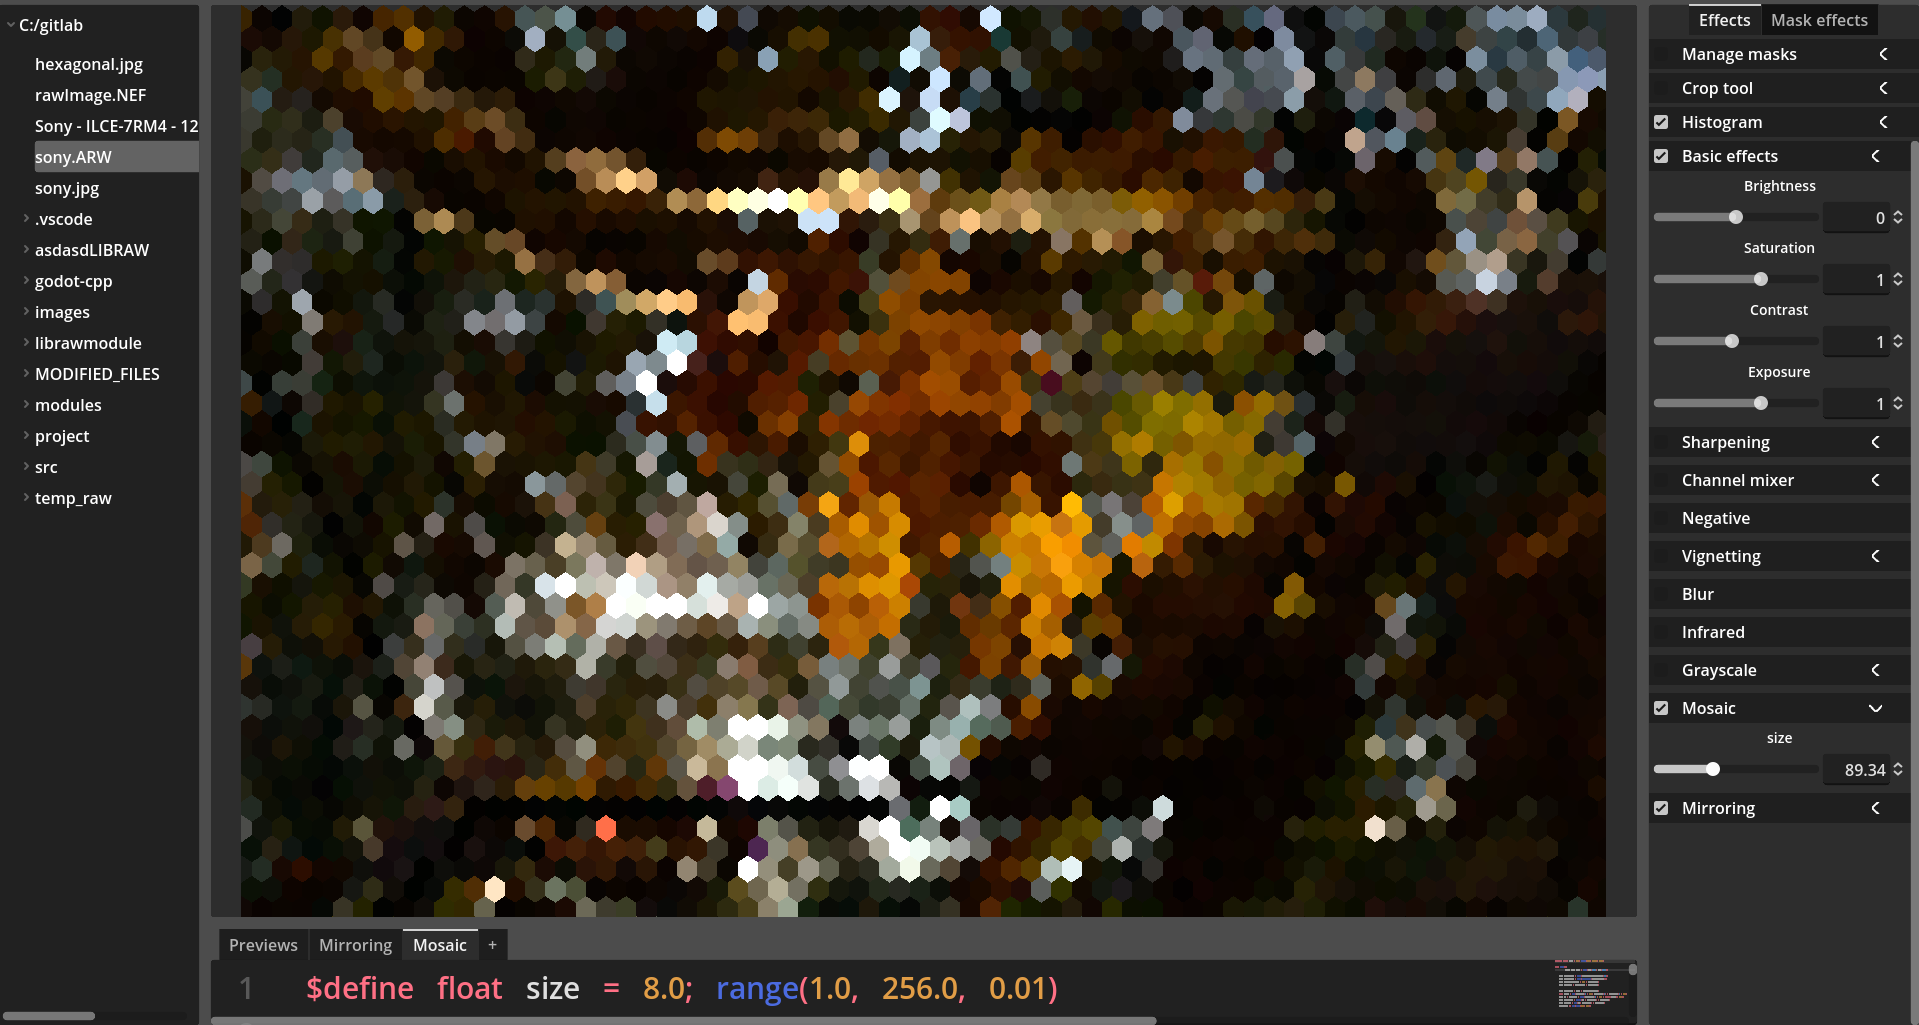 C:/gitlab
hexagonal.jpg
rawImage.NEF
Sony - ILCE-7RM4 - 12
sony.ARW
sony.jpg
.vscode
asdasdLIBRAW
godot-cpp
images
librawmodule
MODIFIED_FILES
modules
project
src
temp_raw
Previews
Mirroring
Mosaic
+
1 $define float size = 8.0; range(1.0, 256.0, 0.01)
Effects
Mask effects
Manage masks
Crop tool
Histogram
Basic effects
Brightness
0
Saturation
1
Contrast
1
Exposure
1
Sharpening
Channel mixer
Negative
Vignetting
Blur
Infrared
Grayscale
Mosaic
size
89.34
Mirroring